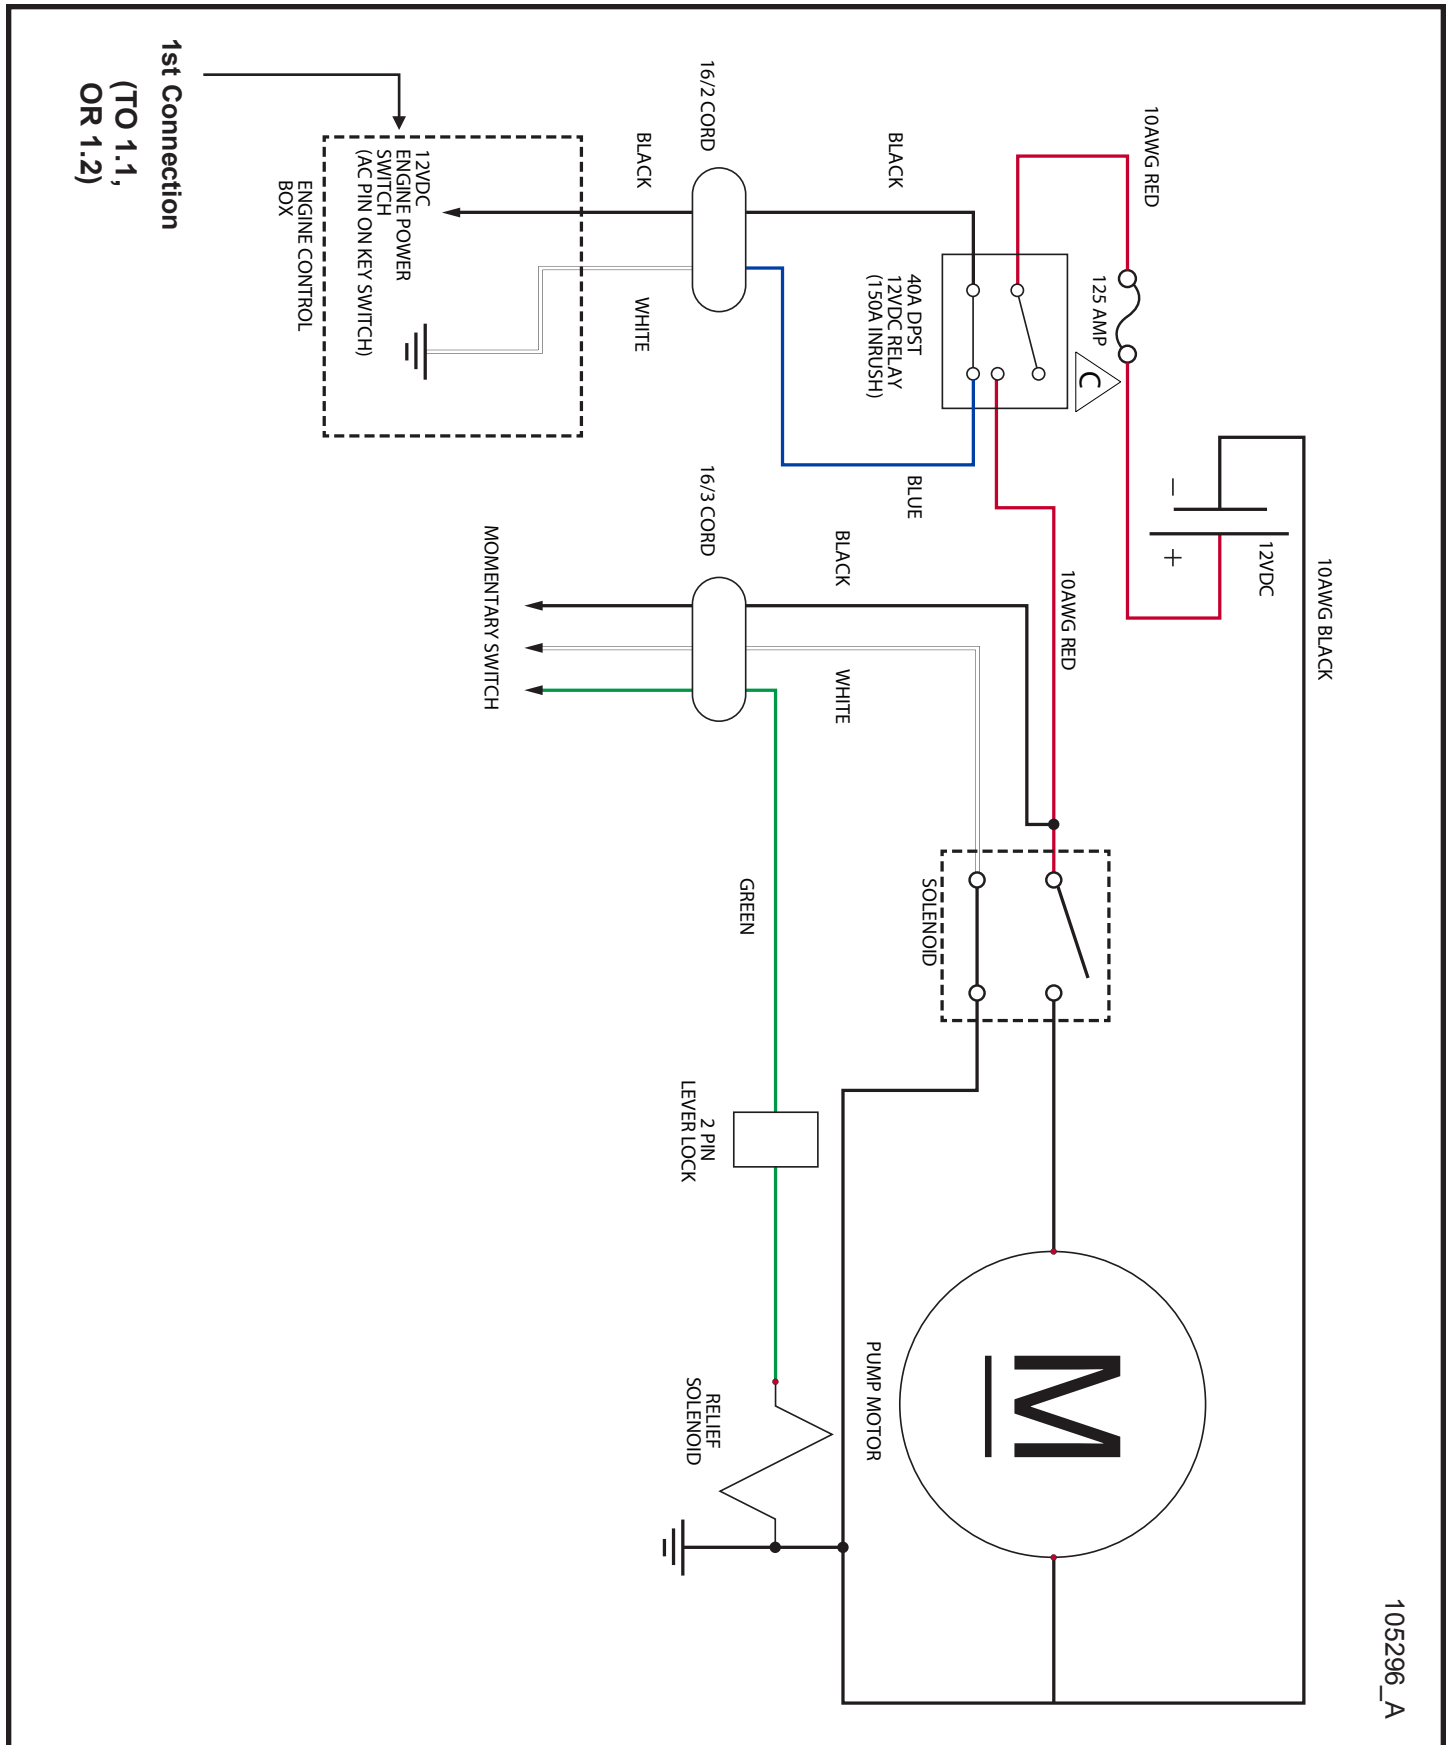 105296_A
10AWG BLACK
12VDC
–
+
10AWG RED
125 AMP
C
10AWG RED
40A DPST
12VDC RELAY
(150A INRUSH)
BLACK
BLUE
BLACK
WHITE
SOLENOID
M
PUMP MOTOR
16/2 CORD
16/3 CORD
GREEN
2 PIN
LEVER LOCK
RELIEF
SOLENOID
BLACK
WHITE
MOMENTARY SWITCH
12VDC
ENGINE POWER
SWITCH
(AC PIN ON KEY SWITCH)
ENGINE CONTROL
BOX
1st Connection
(TO 1.1,
OR 1.2)